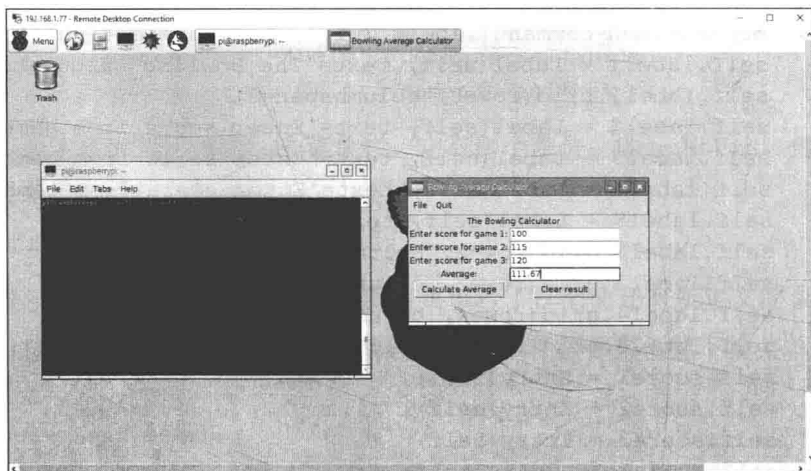 192.168.1.77 - Remote Desktop Connection
Menu
pi@raspberrypi: ~
Bowling Average Calculator
Trash
pi@raspberrypi: ~
File Edit Tabs Help
Bowling Average Calculator
File Quit
The Bowling Calculator
Enter score for game 1: 100
Enter score for game 2: 115
Enter score for game 3: 120
Average: 111.67
Calculate Average Clear result